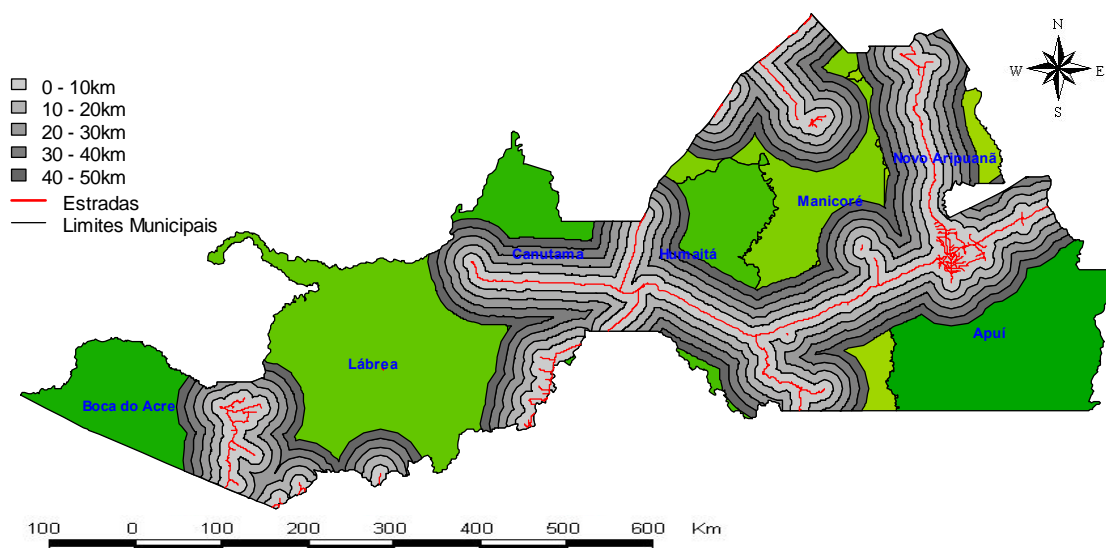 N
W E
S
0 - 10km
10 - 20km
20 - 30km
30 - 40km
40 - 50km
Estradas
Limites Municipais
Novo Aripuanã
Manicoré
Canutama
Humaitá
Apuí
Lábrea
Boca do Acre
100 0 100 200 300 400 500 600 Km